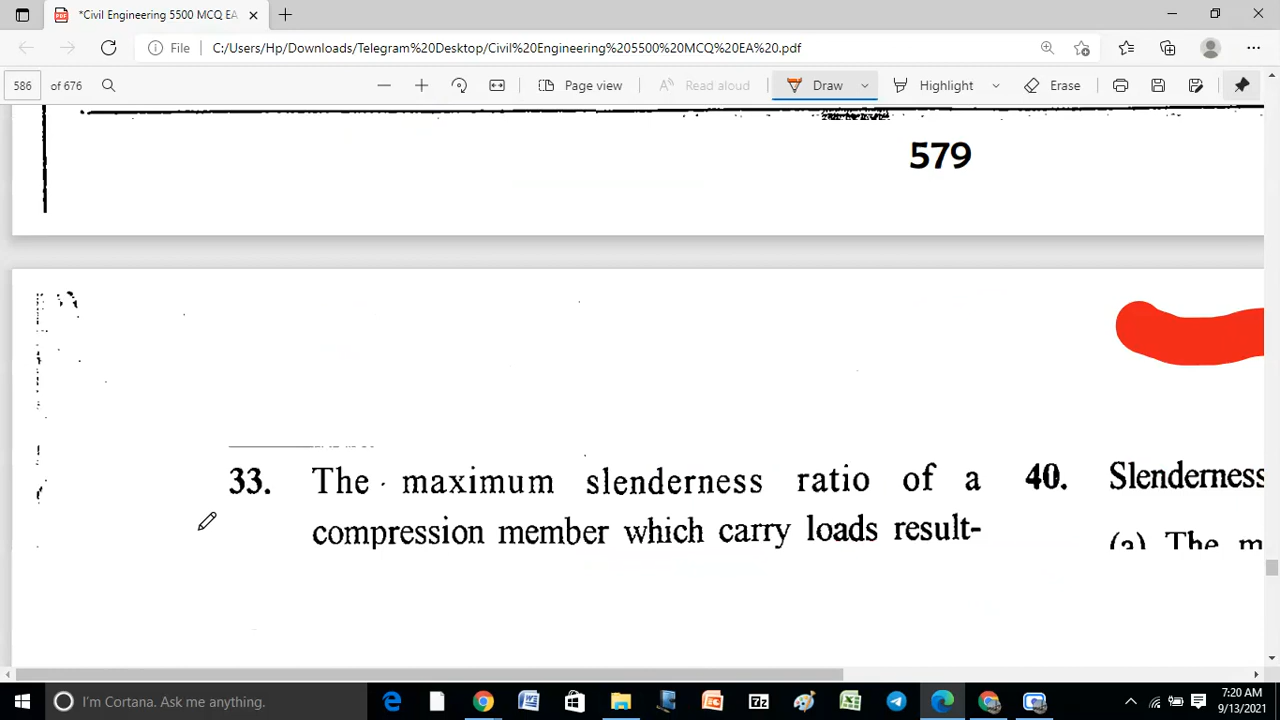 *Civil Engineering 5500 MCQ EA
File C:/Users/Hp/Downloads/Telegram%20Desktop/Civil%20Engineering%205500%20MCQ%20EA%20.pdf
586 of 676 Page view Read aloud Draw Highlight Erase
579
33. The maximum slenderness ratio of a
compression member which carry loads result-
40. Slenderness
(a) The m
I'm Cortana. Ask me anything.
7:20 AM
9/13/2021